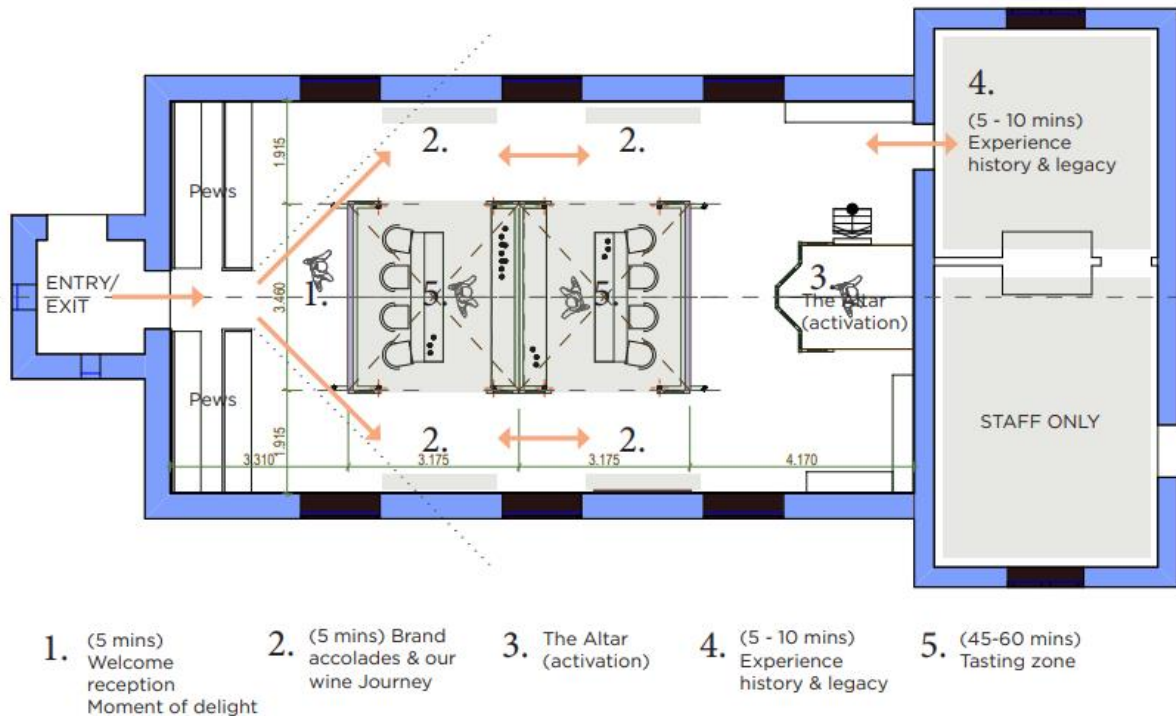 4.
(5 - 10 mins)
Experience
history & legacy
2.
2.
1.915
Pews
ENTRY/
EXIT
1.
3.460
5.
5.
3.
The Altar
(activation)
Pews
1.915
2.
2.
3.310
3.175
3.175
4.170
STAFF ONLY
1.
(5 mins)
Welcome
reception
Moment of delight
2.
(5 mins) Brand
accolades & our
wine Journey
3.
The Altar
(activation)
4.
(5 - 10 mins)
Experience
history & legacy
5.
(45-60 mins)
Tasting zone